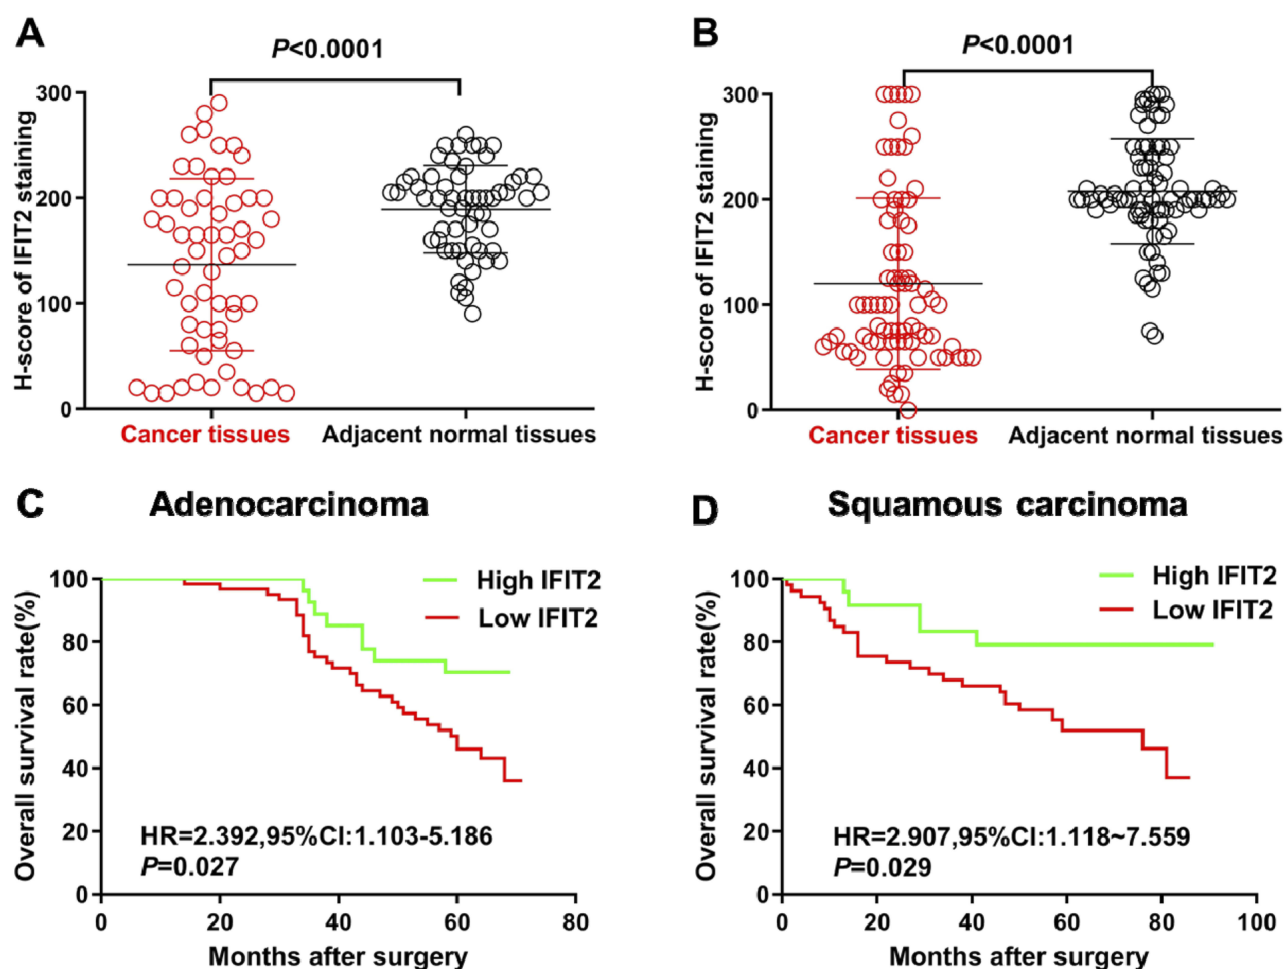 A
P<0.0001
H-score of IFIT2 staining
300
200
100
0
Cancer tissues
Adjacent normal tissues
B
P<0.0001
H-score of IFIT2 staining
300
200
100
0
Cancer tissues
Adjacent normal tissues
C
Adenocarcinoma
High IFIT2
Low IFIT2
Overall survival rate(%)
100
80
60
40
20
0
HR=2.392,95%CI:1.103-5.186
P=0.027
0 20 40 60 80
Months after surgery
D
Squamous carcinoma
High IFIT2
Low IFIT2
Overall survival rate(%)
100
80
60
40
20
0
HR=2.907,95%CI:1.118~7.559
P=0.029
0 20 40 60 80 100
Months after surgery